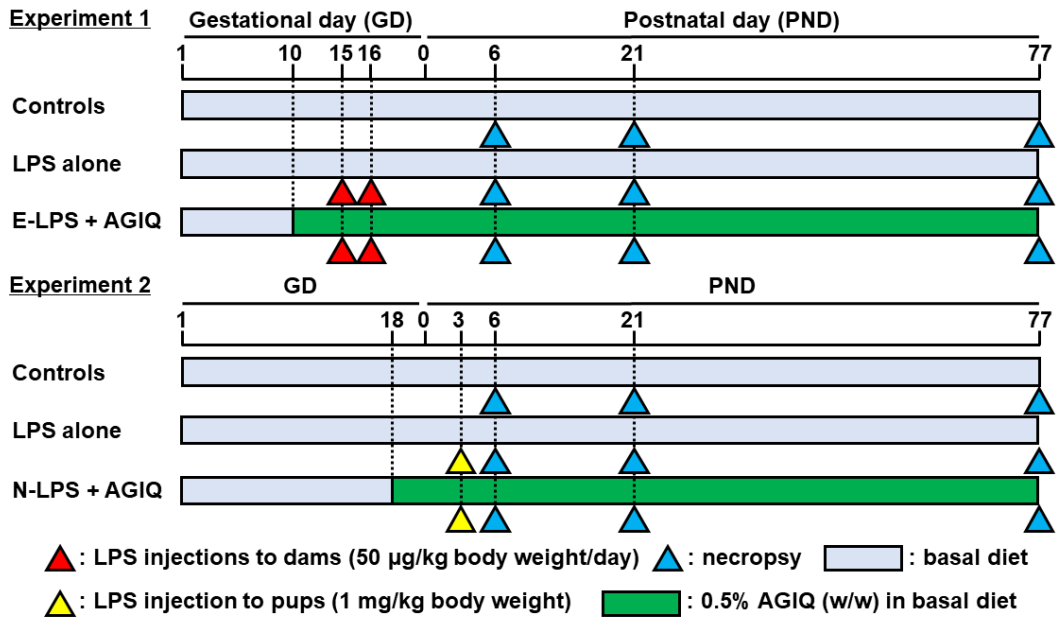 Experiment 1
Gestational day (GD) Postnatal day (PND)
1 10 15 16 0 6 21 77
Controls
LPS alone
E-LPS + AGIQ
Experiment 2
GD PND
1 18 0 3 6 21 77
Controls
LPS alone
N-LPS + AGIQ
: LPS injections to dams (50 µg/kg body weight/day) : necropsy : basal diet
: LPS injection to pups (1 mg/kg body weight) : 0.5% AGIQ (w/w) in basal diet